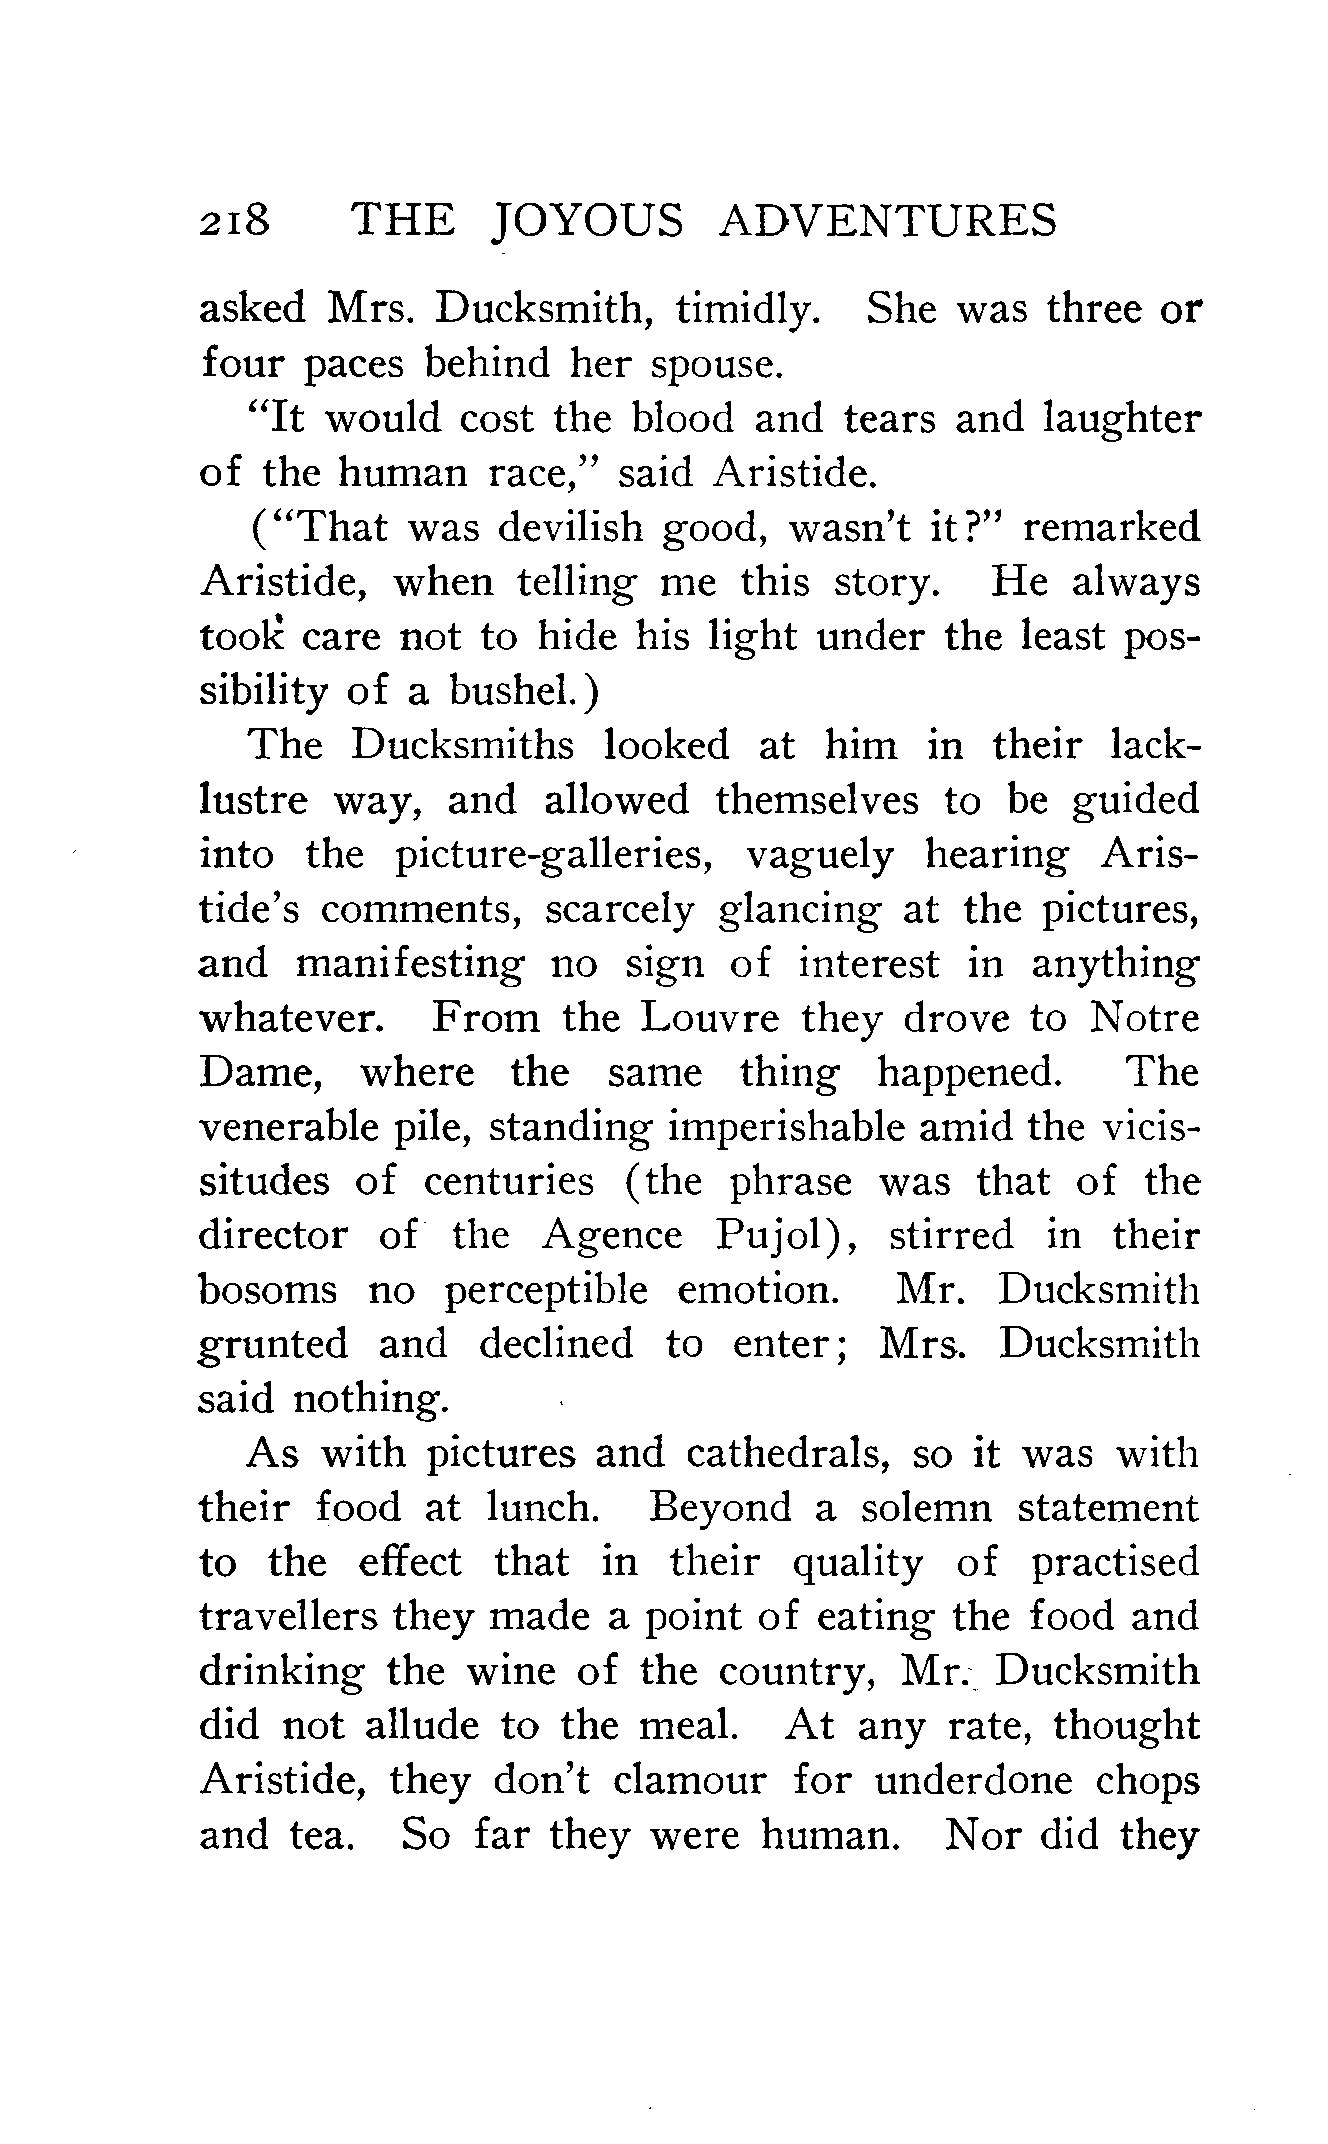 218 THE JOYOUS ADVENTURES
asked Mrs. Ducksmith, timidly. She was three or
four paces behind her spouse.
"It would cost the blood and tears and laughter
of the human race," said Aristide.
("That was devilish good, wasn't it?" remarked
Aristide, when telling me this story. He always
took care not to hide his light under the least pos-
sibility of a bushel.)
The Ducksmiths looked at him in their lack-
lustre way, and allowed themselves to be guided
into the picture-galleries, vaguely hearing Aris-
tide's comments, scarcely glancing at the pictures,
and manifesting no sign of interest in anything
whatever. From the Louvre they drove to Notre
Dame, where the same thing happened. The
venerable pile, standing imperishable amid the vicis-
situdes of centuries (the phrase was that of the
director of the Agence Pujol), stirred in their
bosoms no perceptible emotion. Mr. Ducksmith
grunted and declined to enter; Mrs. Ducksmith
said nothing.
As with pictures and cathedrals, so it was with
their food at lunch. Beyond a solemn statement
to the effect that in their quality of practised
travellers they made a point of eating the food and
drinking the wine of the country, Mr. Ducksmith
did not allude to the meal. At any rate, thought
Aristide, they don't clamour for underdone chops
and tea. So far they were human. Nor did they